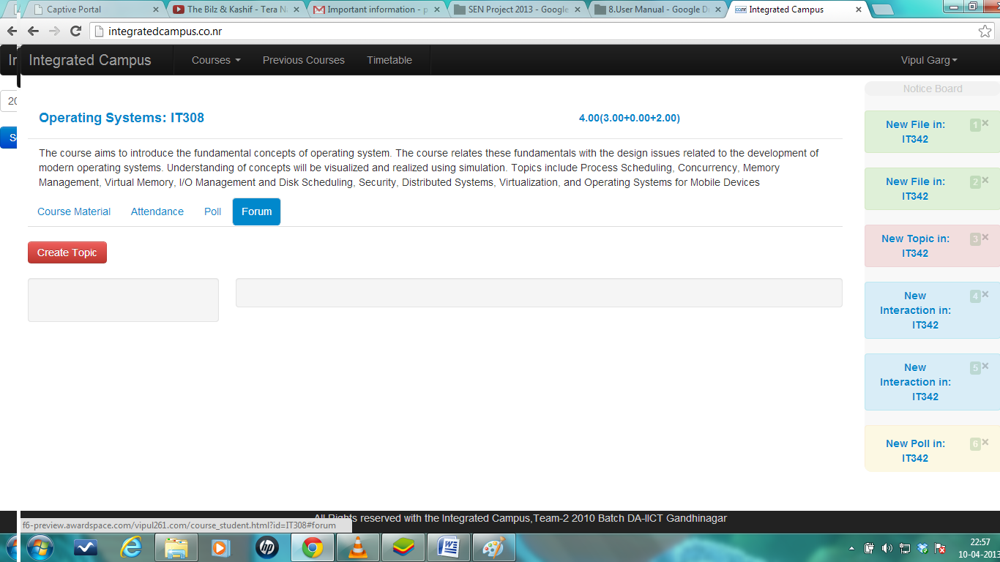 Captive Portal
The Bilz & Kashif - Tera N
Important information - p
SEN Project 2013 - Google
8.User Manual - Google D
Integrated Campus
integratedcampus.co.nr
Integrated Campus
Courses
Previous Courses
Timetable
Vipul Garg
20
Operating Systems: IT308
4.00(3.00+0.00+2.00)
The course aims to introduce the fundamental concepts of operating system. The course relates these fundamentals with the design issues related to the development of
modern operating systems. Understanding of concepts will be visualized and realized using simulation. Topics include Process Scheduling, Concurrency, Memory
Management, Virtual Memory, I/O Management and Disk Scheduling, Security, Distributed Systems, Virtualization, and Operating Systems for Mobile Devices
Course Material
Attendance
Poll
Forum
Create Topic
Notice Board
New File in:
IT342
1×
New File in:
IT342
2×
New Topic in:
IT342
3×
New
Interaction in:
IT342
4×
New
Interaction in:
IT342
5×
New Poll in:
IT342
6×
All Rights reserved with the Integrated Campus,Team-2 2010 Batch DA-IICT Gandhinagar
f6-preview.awardspace.com/vipul261.com/course_student.html?id=IT308#forum
hp
22:57
10-04-2013